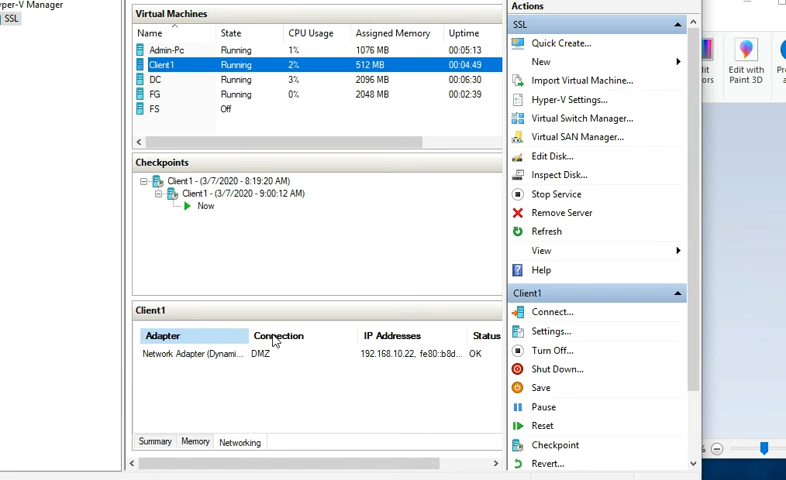 yper-V Manager
SSL
Virtual Machines
Name State CPU Usage Assigned Memory Uptime
Admin-Pc Running 1% 1076 MB 00:05:13
Client1 Running 2% 512 MB 00:04:49
DC Running 3% 2096 MB 00:06:30
FG Running 0% 2048 MB 00:02:39
FS Off
Checkpoints
Client1 - (3/7/2020 - 8:19:20 AM)
Client1 - (3/7/2020 - 9:00:12 AM)
Now
Client1
Adapter Connection IP Addresses Status
Network Adapter (Dynami... DMZ 192.168.10.22, fe80::b8d... OK
Summary Memory Networking
Actions
SSL
Quick Create...
New
Import Virtual Machine...
Hyper-V Settings...
Virtual Switch Manager...
Virtual SAN Manager...
Edit Disk...
Inspect Disk...
Stop Service
Remove Server
Refresh
View
Help
Client1
Connect...
Settings...
Turn Off...
Shut Down...
Save
Pause
Reset
Checkpoint
Revert...
Edit with
Paint 3D